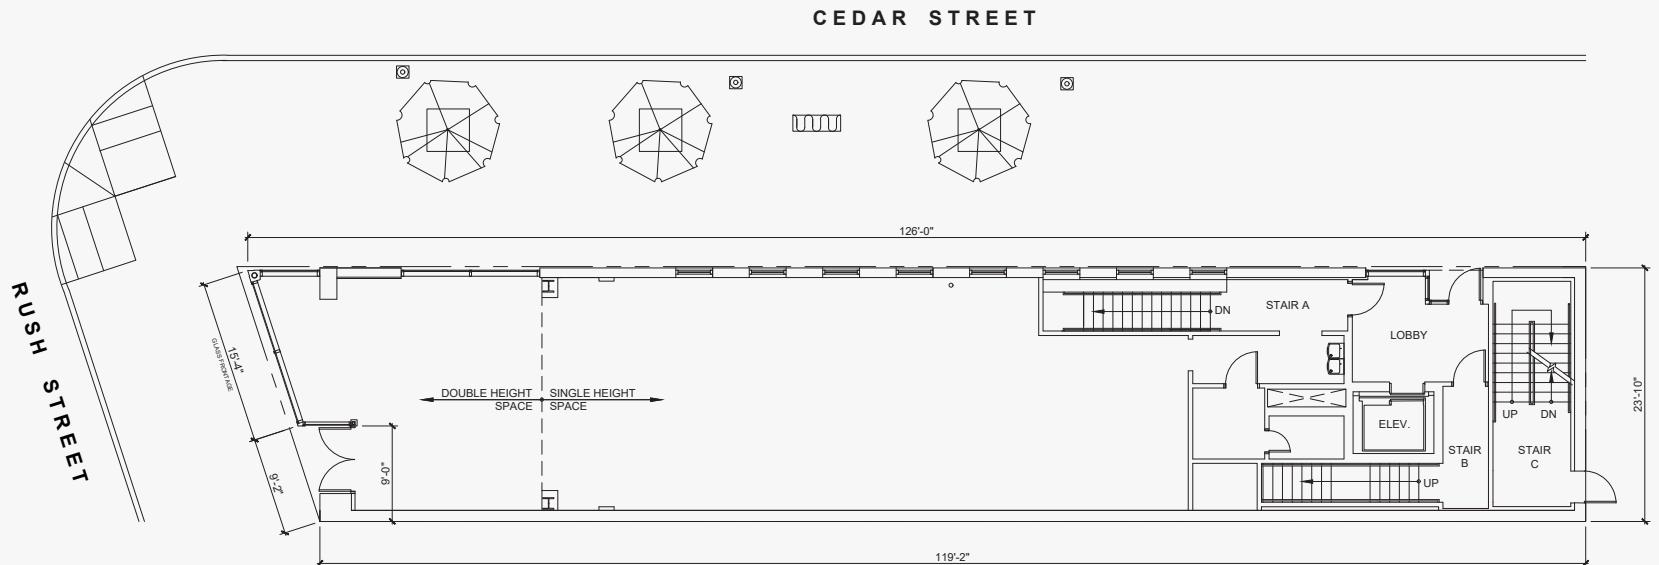 CEDAR STREET
126'-0"
RUSH STREET
15'-4"
GLASS FRONTAGE
9'-2"
9'-0"
DOUBLE HEIGHT
SPACE
SINGLE HEIGHT
SPACE
DN
STAIR A
LOBBY
ELEV.
UP
DN
STAIR
B
STAIR
C
UP
23'-10"
119'-2"